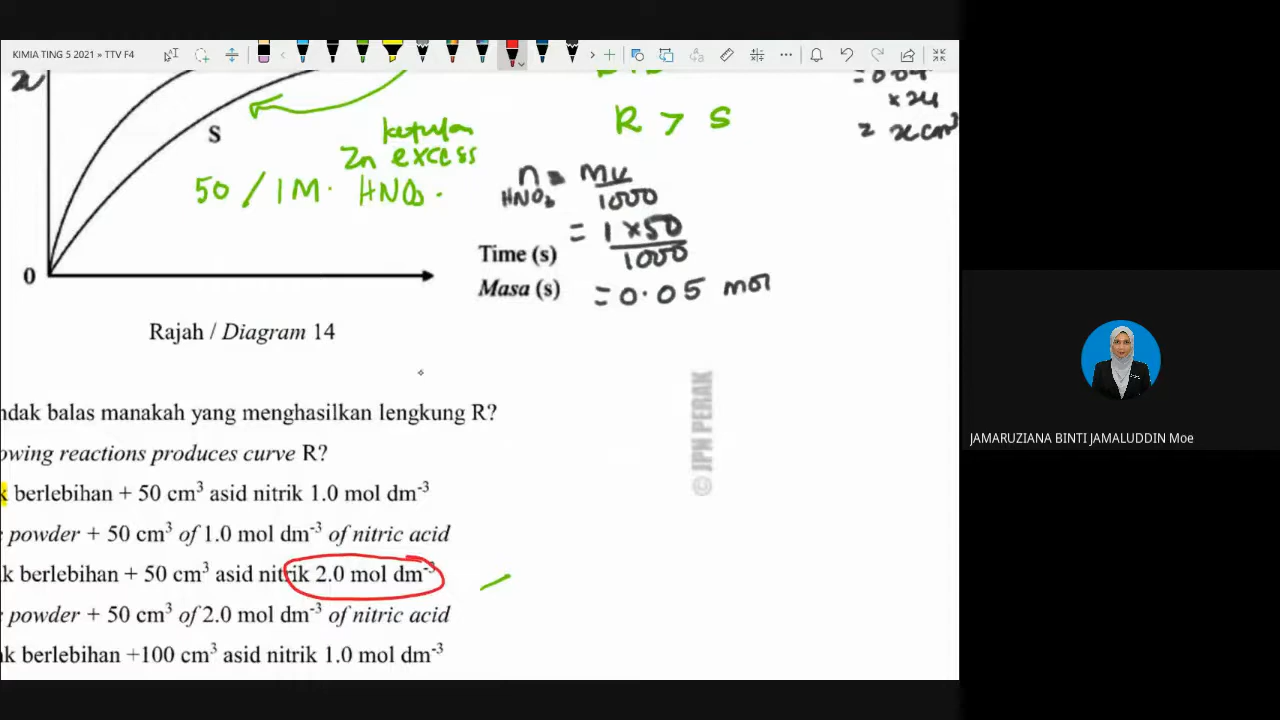 KIMIA TING 5 2021 » TTV F4
x
= 0.04
× 24
= x cm³
R > S
S
ketulan
Zn excess
50 / 1M. HNO₃.
n = MV
HNO₃ 1000
= 1 × 50
1000
Time (s)
Masa (s)
= 0.05 mol
0
Rajah / Diagram 14
ndak balas manakah yang menghasilkan lengkung R?
owing reactions produces curve R?
k berlebihan + 50 cm³ asid nitrik 1.0 mol dm⁻³
e powder + 50 cm³ of 1.0 mol dm⁻³ of nitric acid
k berlebihan + 50 cm³ asid nitrik 2.0 mol dm⁻³
e powder + 50 cm³ of 2.0 mol dm⁻³ of nitric acid
ak berlebihan +100 cm³ asid nitrik 1.0 mol dm⁻³
© JPN PERAK
JAMARUZIANA BINTI JAMALUDDIN Moe